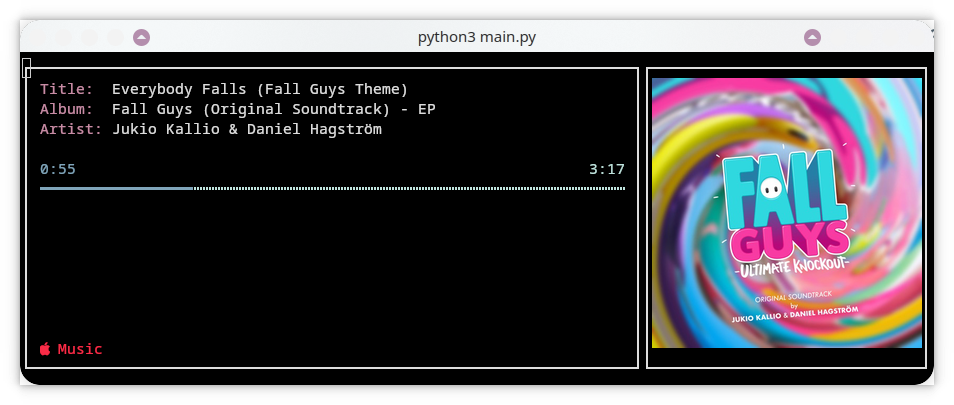 python3 main.py
Title: Everybody Falls (Fall Guys Theme)
Album: Fall Guys (Original Soundtrack) - EP
Artist: Jukio Kallio & Daniel Hagström
0:55 3:17
Music
FALL
GUYS
-ULTIMATE KNOCKOUT-
ORIGINAL SOUNDTRACK
by
JUKIO KALLIO & DANIEL HAGSTRÖM